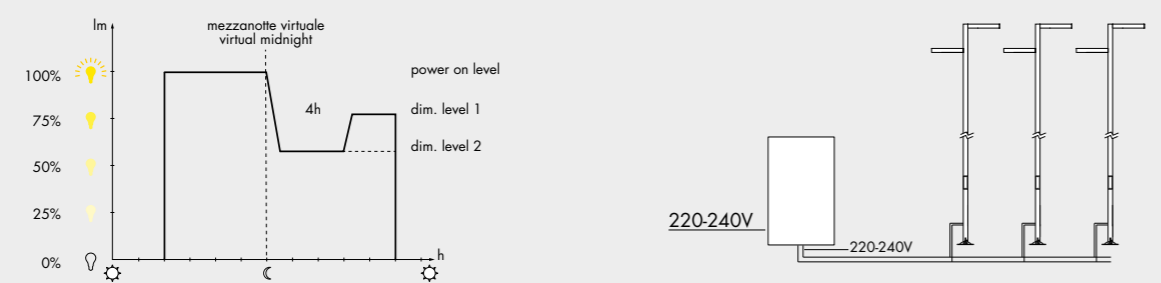 lm
mezzanotte virtuale
virtual midnight
100%
75%
50%
25%
0%
4h
power on level
dim. level 1
dim. level 2
h
220-240V
220-240V